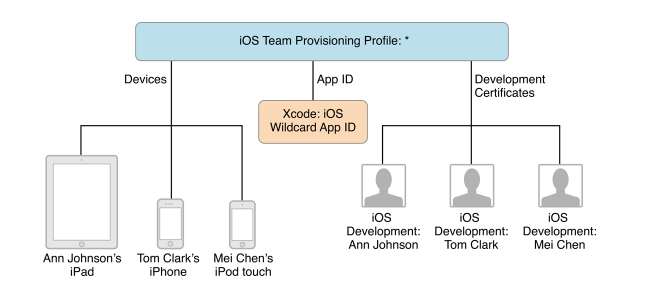 iOS Team Provisioning Profile: *
Devices
App ID
Development
Certificates
Xcode: iOS
Wildcard App ID
Ann Johnson's
iPad
Tom Clark's
iPhone
Mei Chen's
iPod touch
iOS
Development:
Ann Johnson
iOS
Development:
Tom Clark
iOS
Development:
Mei Chen